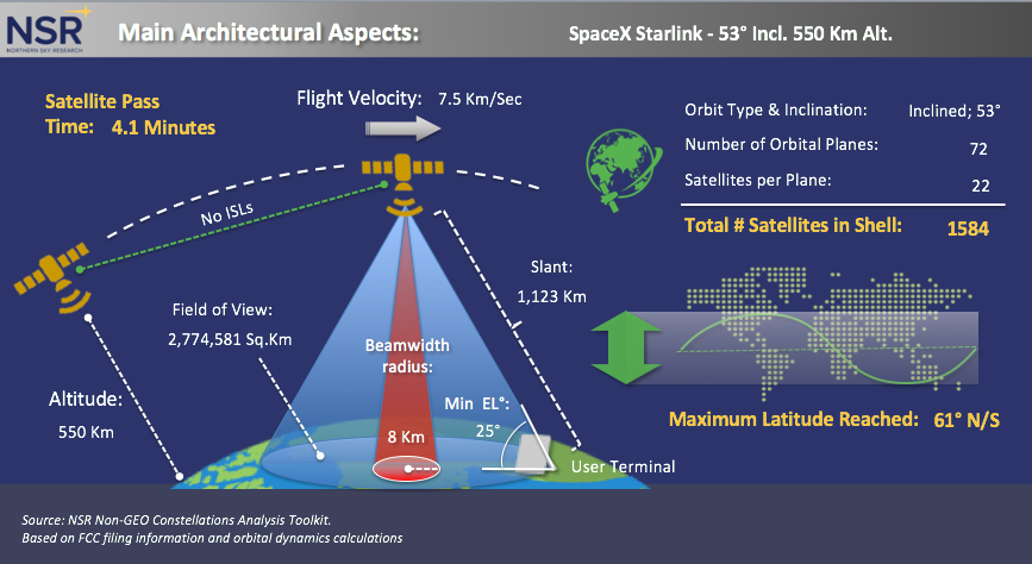 NSR
NORTHERN SKY RESEARCH
Main Architectural Aspects:
SpaceX Starlink - 53° Incl. 550 Km Alt.
Satellite Pass
Time: 4.1 Minutes
Flight Velocity: 7.5 Km/Sec
No ISLs
Field of View:
2,774,581 Sq.Km
Altitude:
550 Km
Beamwidth
radius:
8 Km
Slant:
1,123 Km
Min EL°:
25°
User Terminal
Orbit Type & Inclination: Inclined; 53°
Number of Orbital Planes: 72
Satellites per Plane: 22
Total # Satellites in Shell: 1584
Maximum Latitude Reached: 61° N/S
Source: NSR Non-GEO Constellations Analysis Toolkit.
Based on FCC filing information and orbital dynamics calculations